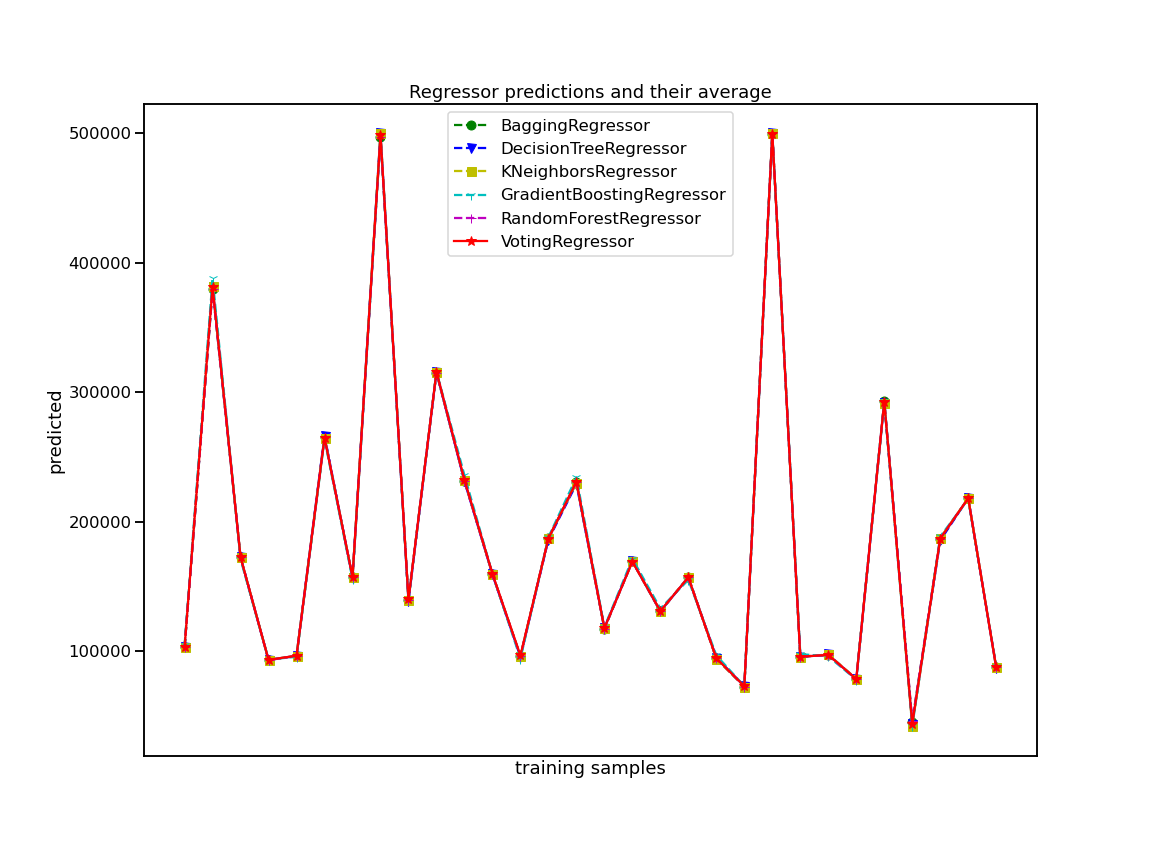 Regressor predictions and their average
BaggingRegressor
DecisionTreeRegressor
KNeighborsRegressor
GradientBoostingRegressor
RandomForestRegressor
VotingRegressor
500000
400000
300000
200000
100000
predicted
training samples